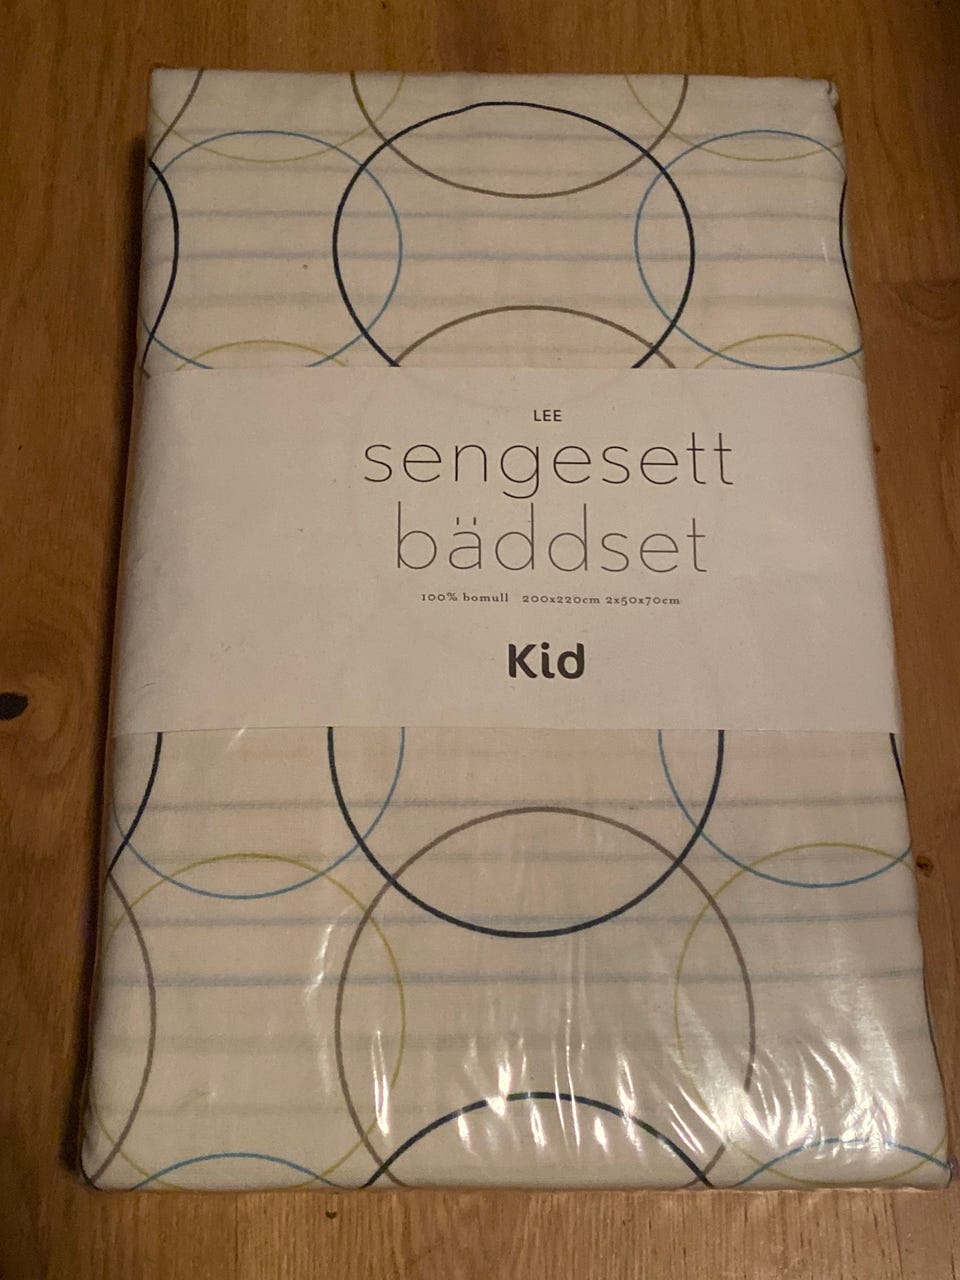 LEE
sengesett
bäddset
100% bomull 200x220cm 2x50x70cm
Kid